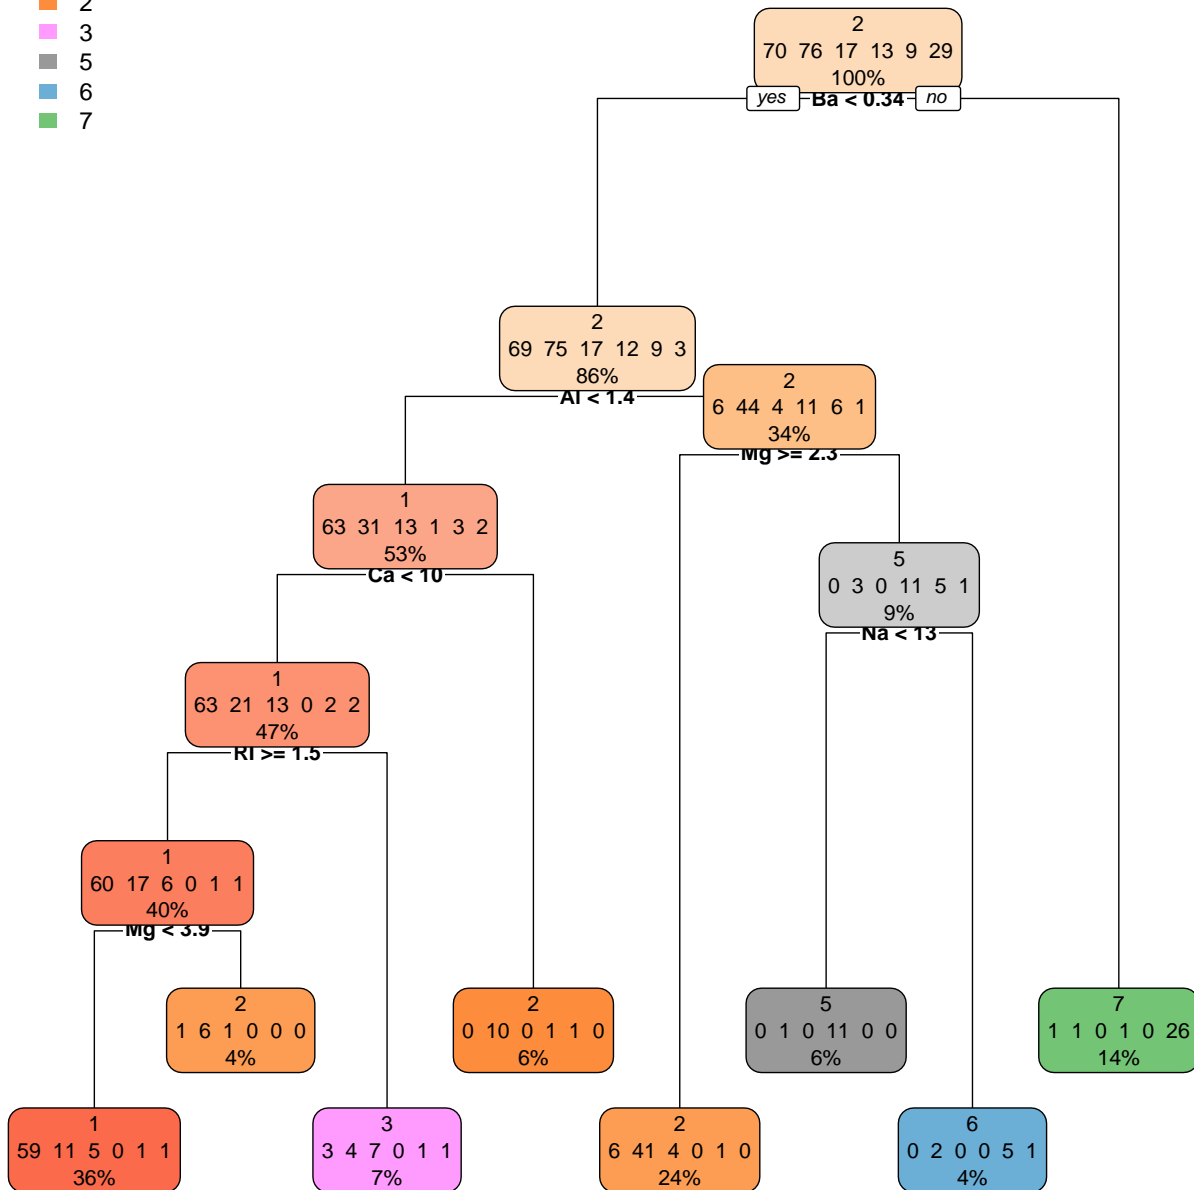 2
3
5
6
7
2
70 76 17 13 9 29
100%
yes Ba < 0.34 no
2
69 75 17 12 9 3
86%
Al < 1.4
2
6 44 4 11 6 1
34%
Mg >= 2.3
1
63 31 13 1 3 2
53%
Ca < 10
5
0 3 0 11 5 1
9%
Na < 13
1
63 21 13 0 2 2
47%
RI >= 1.5
1
60 17 6 0 1 1
40%
Mg < 3.9
2
1 6 1 0 0 0
4%
2
0 10 0 1 1 0
6%
5
0 1 0 11 0 0
6%
7
1 1 0 1 0 26
14%
1
59 11 5 0 1 1
36%
3
3 4 7 0 1 1
7%
2
6 41 4 0 1 0
24%
6
0 2 0 0 5 1
4%